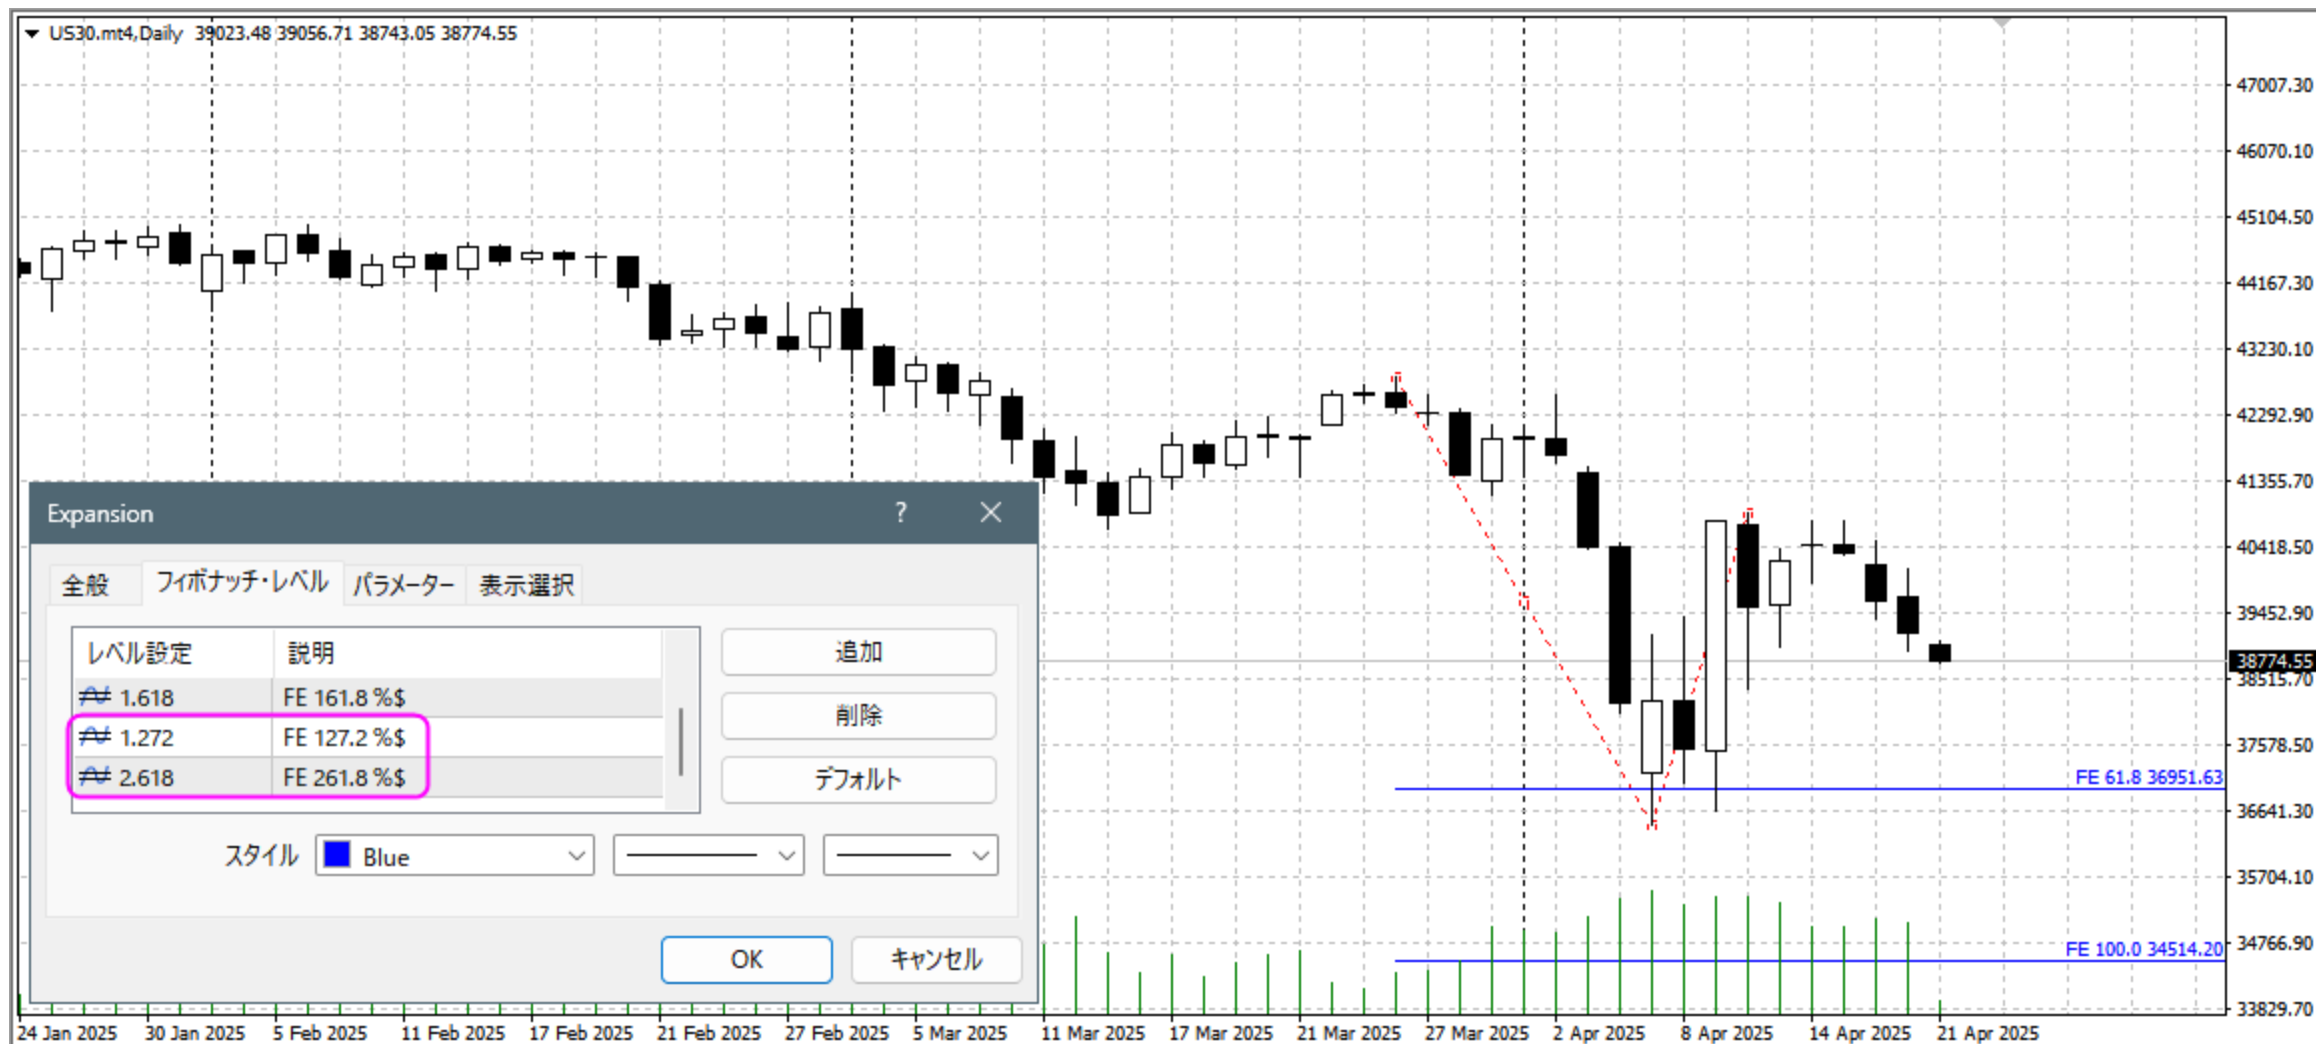 US30.mt4,Daily 39023.48 39056.71 38743.05 38774.55
47007.30
46070.10
45104.50
44167.30
43230.10
42292.90
41355.70
40418.50
39452.90
38774.55
38515.70
37578.50
FE 61.8 36951.63
36641.30
35704.10
34766.90
FE 100.0 34514.20
33829.70
Expansion ?
全般 フィボナッチ・レベル パラメーター 表示選択
レベル設定 説明
1.618 FE 161.8 %$
1.272 FE 127.2 %$
2.618 FE 261.8 %$
追加
削除
デフォルト
スタイル Blue
OK キャンセル
24 Jan 2025 30 Jan 2025 5 Feb 2025 11 Feb 2025 17 Feb 2025 21 Feb 2025 27 Feb 2025 5 Mar 2025 11 Mar 2025 17 Mar 2025 21 Mar 2025 27 Mar 2025 2 Apr 2025 8 Apr 2025 14 Apr 2025 21 Apr 2025